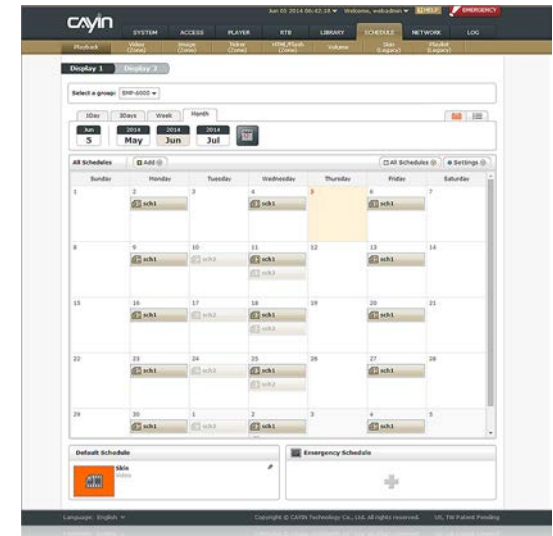 CAYIN
Jun 05 2014 06:42:18 Welcome, webadmin HELP EMERGENCY
SYSTEM ACCESS PLAYER RTB LIBRARY SCHEDULE NETWORK LOG
Playback Video (Zone) Image (Zone) Ticker (Zone) HTML/Flash (Zone) Volume Skin (Legacy) Playlist (Legacy)
Display 1 Display 2
Select a group: SMP-6000
1Day 3Days Week Month
Jun 5 2014 May 2014 Jun 2014 Jul
All Schedules Add All Schedules Settings
Sunday Monday Tuesday Wednesday Thursday Friday Saturday
1 2 3 4 5 6 7
sch1 sch1 sch1
8 9 10 11 12 13 14
sch1 sch2 sch1 sch1
sch2
15 16 17 18 19 20 21
sch1 sch2 sch1 sch1
sch2
22 23 24 25 26 27 28
sch1 sch2 sch1 sch1
sch2
29 30 1 2 3 4 5
sch1 sch2 sch1 sch1
Default Schedule Emergency Schedule
Skin
Video
Language: English Copyright © CAYIN Technology Co., Ltd. All rights reserved. US, TW Patent Pending